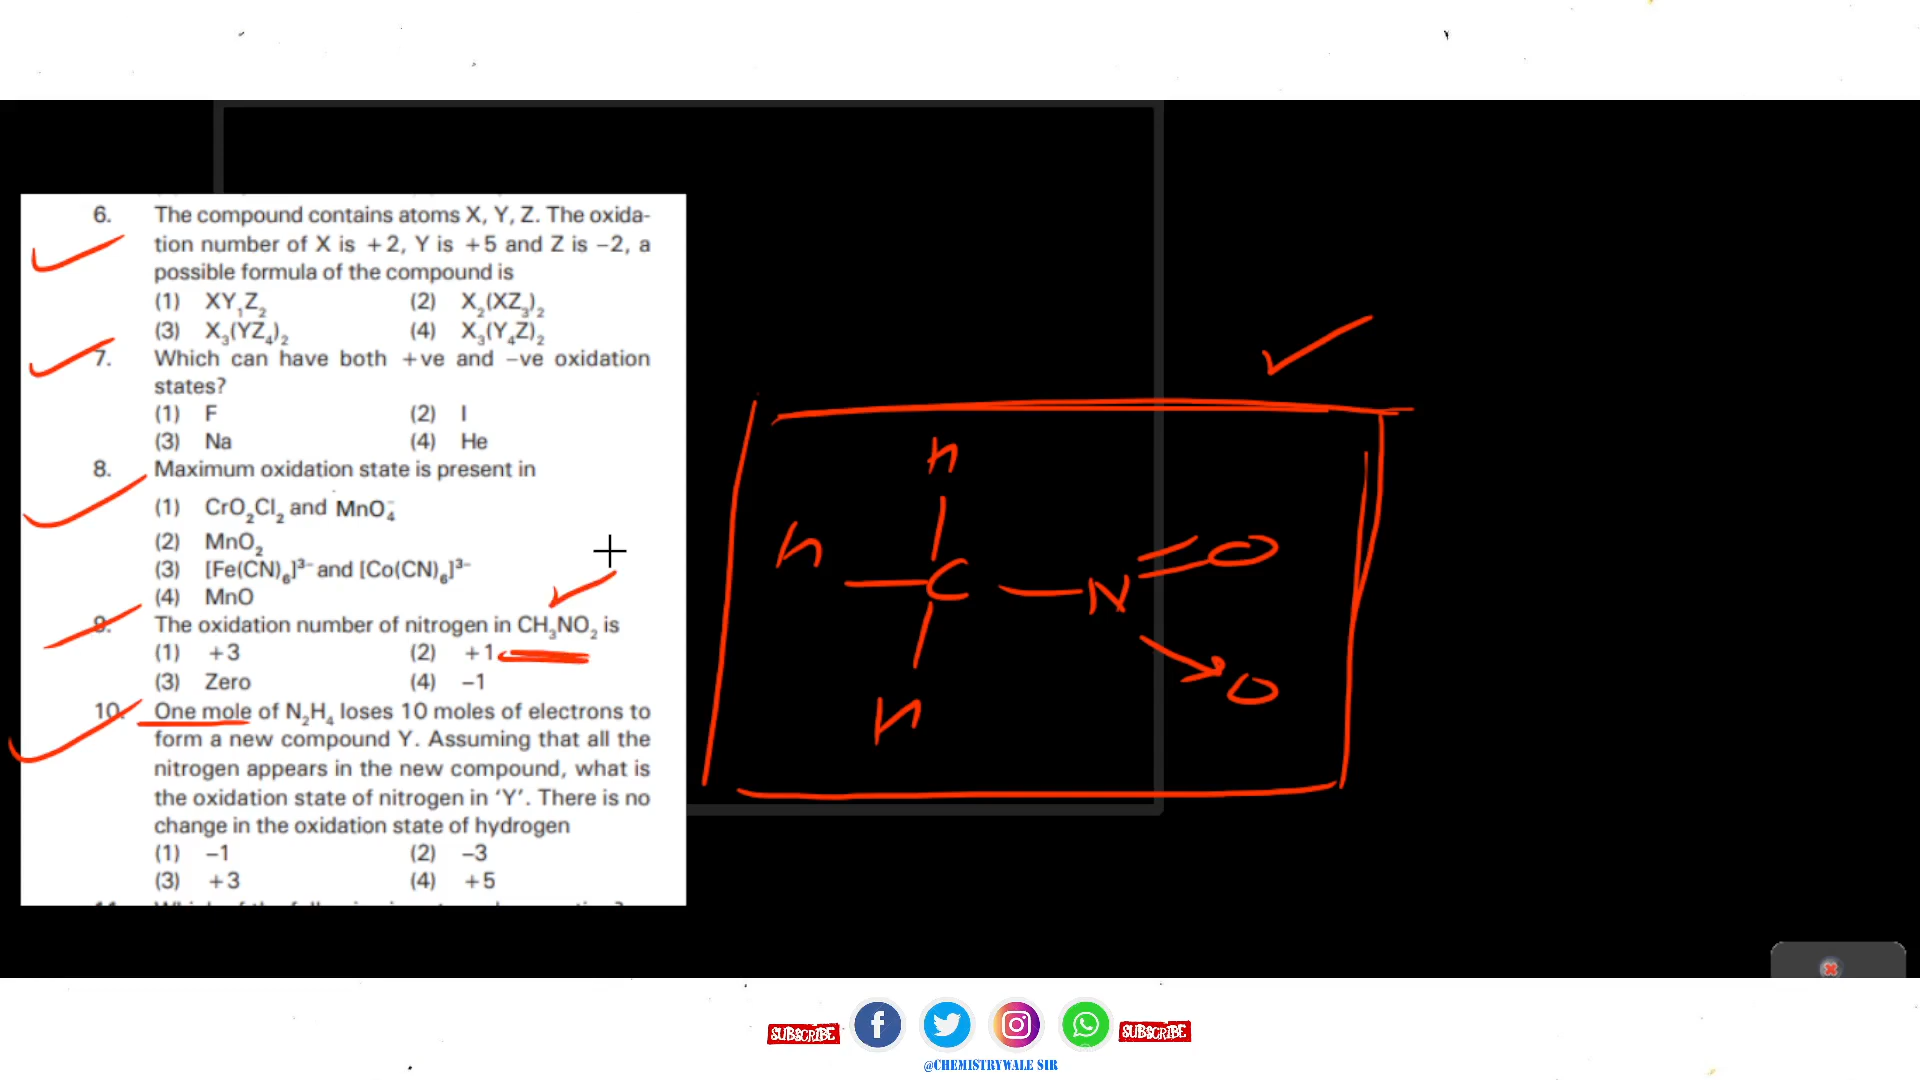 6. The compound contains atoms X, Y, Z. The oxida-
tion number of X is +2, Y is +5 and Z is −2, a
possible formula of the compound is
(1) XY₁Z₂ (2) X₂(XZ₃)₂
(3) X₃(YZ₄)₂ (4) X₃(Y₄Z)₂
7. Which can have both +ve and −ve oxidation
states?
(1) F (2) I
(3) Na (4) He
8. Maximum oxidation state is present in
(1) CrO₂Cl₂ and MnO₄⁻
(2) MnO₂
(3) [Fe(CN)₆]³⁻ and [Co(CN)₆]³⁻
(4) MnO
9. The oxidation number of nitrogen in CH₃NO₂ is
(1) +3 (2) +1
(3) Zero (4) −1
10. One mole of N₂H₄ loses 10 moles of electrons to
form a new compound Y. Assuming that all the
nitrogen appears in the new compound, what is
the oxidation state of nitrogen in ‘Y’. There is no
change in the oxidation state of hydrogen
(1) −1 (2) −3
(3) +3 (4) +5
H
H C N O
O
H
SUBSCRIBE SUBSCRIBE
@CHEMISTRYWALE SIR